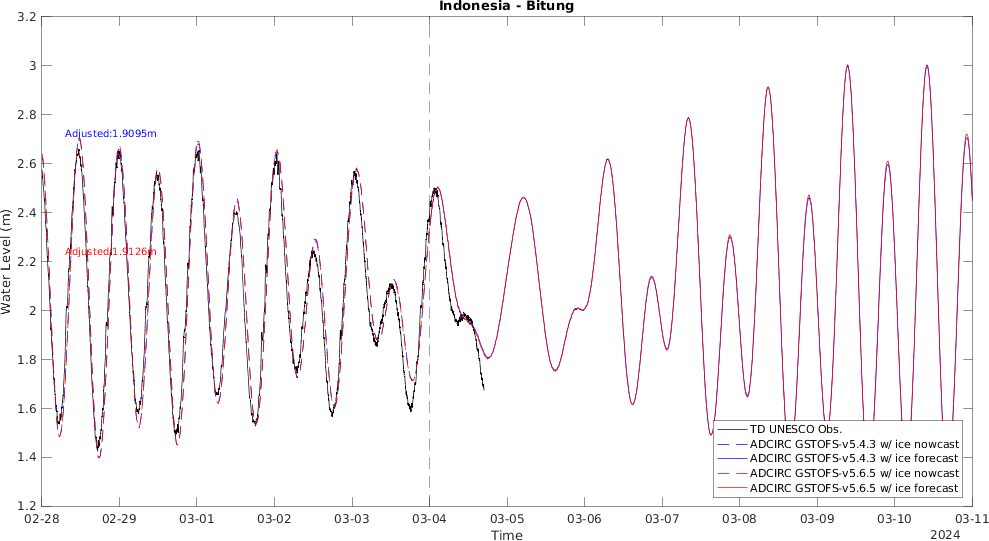 Indonesia - Bitung
Water Level (m)
3.2
3
2.8
2.6
2.4
2.2
2
1.8
1.6
1.4
1.2
Adjusted:1.9095m
Adjusted:1.9126m
TD UNESCO Obs.
ADCIRC GSTOFS-v5.4.3 w/ ice nowcast
ADCIRC GSTOFS-v5.4.3 w/ ice forecast
ADCIRC GSTOFS-v5.6.5 w/ ice nowcast
ADCIRC GSTOFS-v5.6.5 w/ ice forecast
02-28 02-29 03-01 03-02 03-03 03-04 03-05 03-06 03-07 03-08 03-09 03-10 03-11
Time
2024